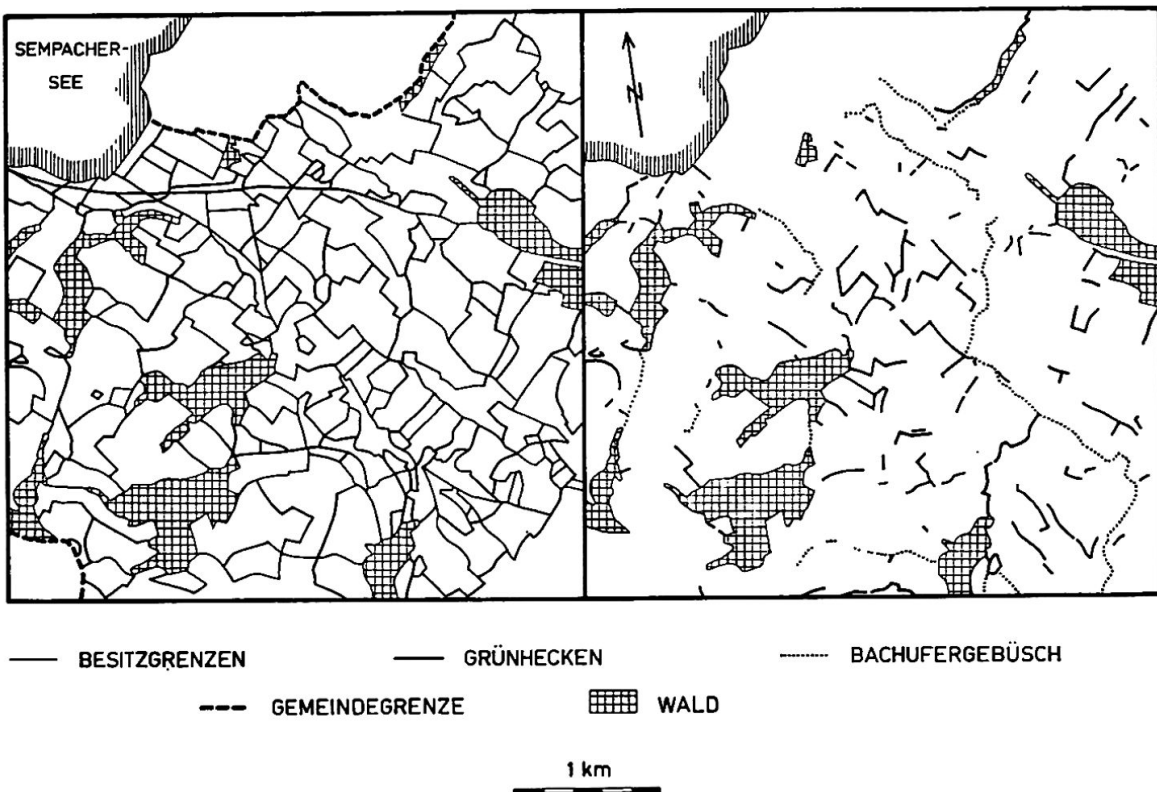 SEMPACHER-
SEE
N
BESITZGRENZEN
GRÜNHECKEN
BACHUFERGEBÜSCH
GEMEINDEGRENZE
WALD
1 km